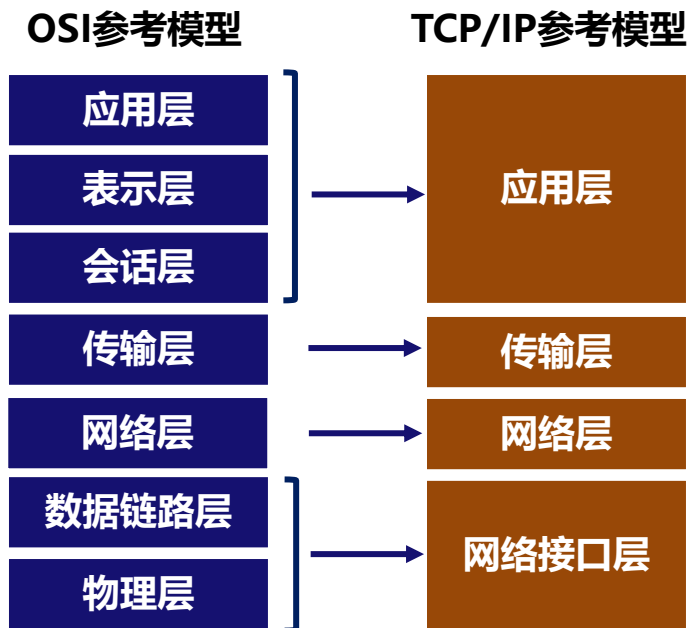 OSI参考模型
TCP/IP参考模型
应用层
表示层
会话层
传输层
网络层
数据链路层
物理层
应用层
传输层
网络层
网络接口层